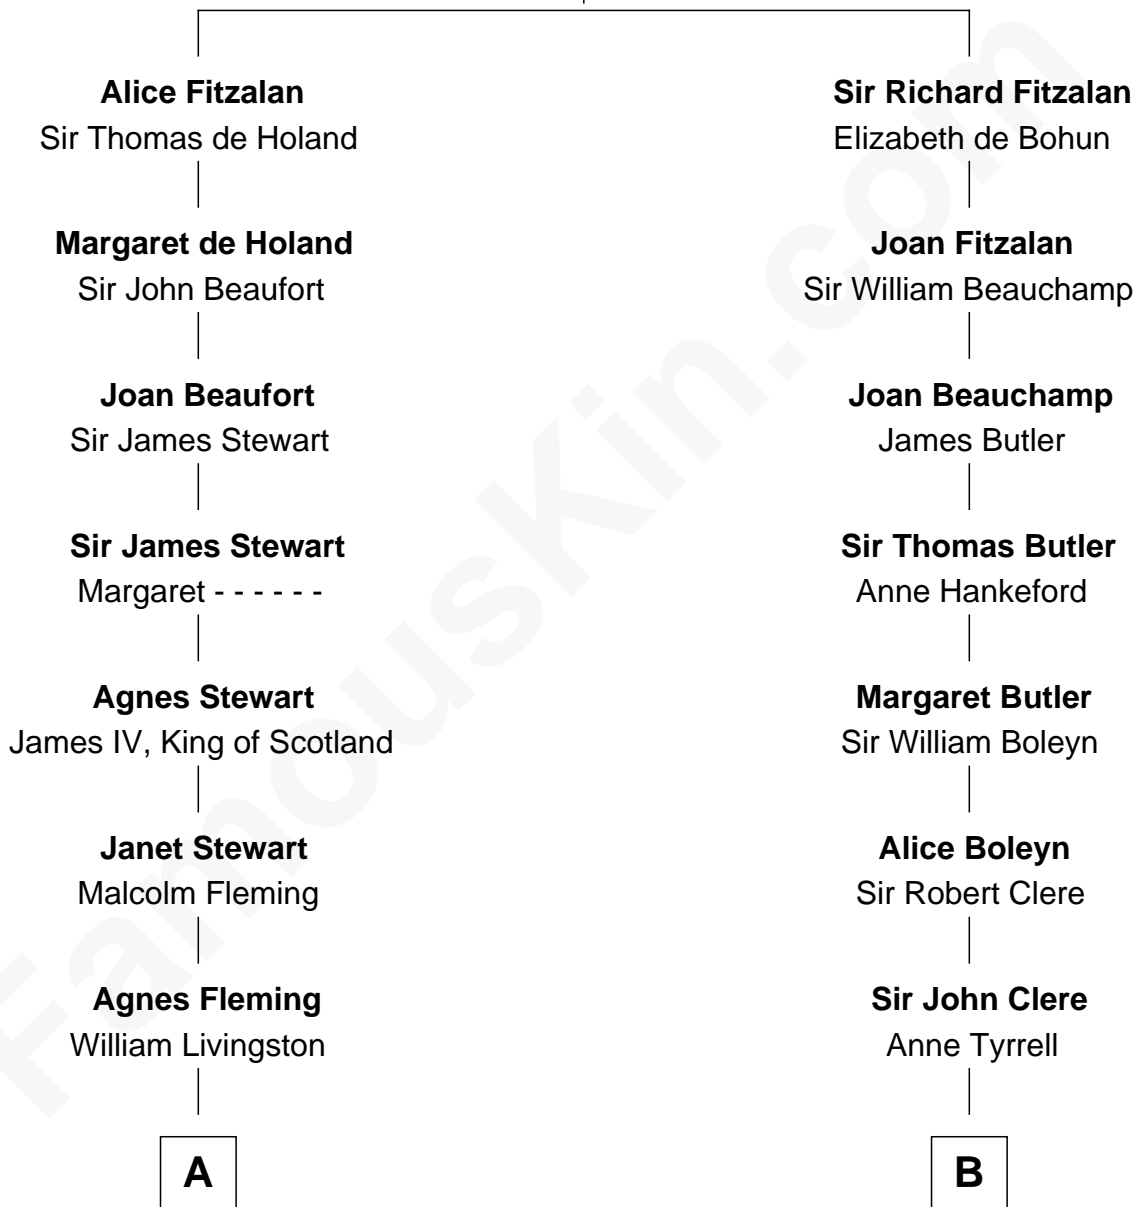 Alice Fitzalan
Sir Thomas de Holand
Margaret de Holand
Sir John Beaufort
Joan Beaufort
Sir James Stewart
Sir James Stewart
Margaret - - - - - -
Agnes Stewart
James IV, King of Scotland
Janet Stewart
Malcolm Fleming
Agnes Fleming
William Livingston
A
Sir Richard Fitzalan
Elizabeth de Bohun
Joan Fitzalan
Sir William Beauchamp
Joan Beauchamp
James Butler
Sir Thomas Butler
Anne Hankeford
Margaret Butler
Sir William Boleyn
Alice Boleyn
Sir Robert Clere
Sir John Clere
Anne Tyrrell
B
FamousKin.com